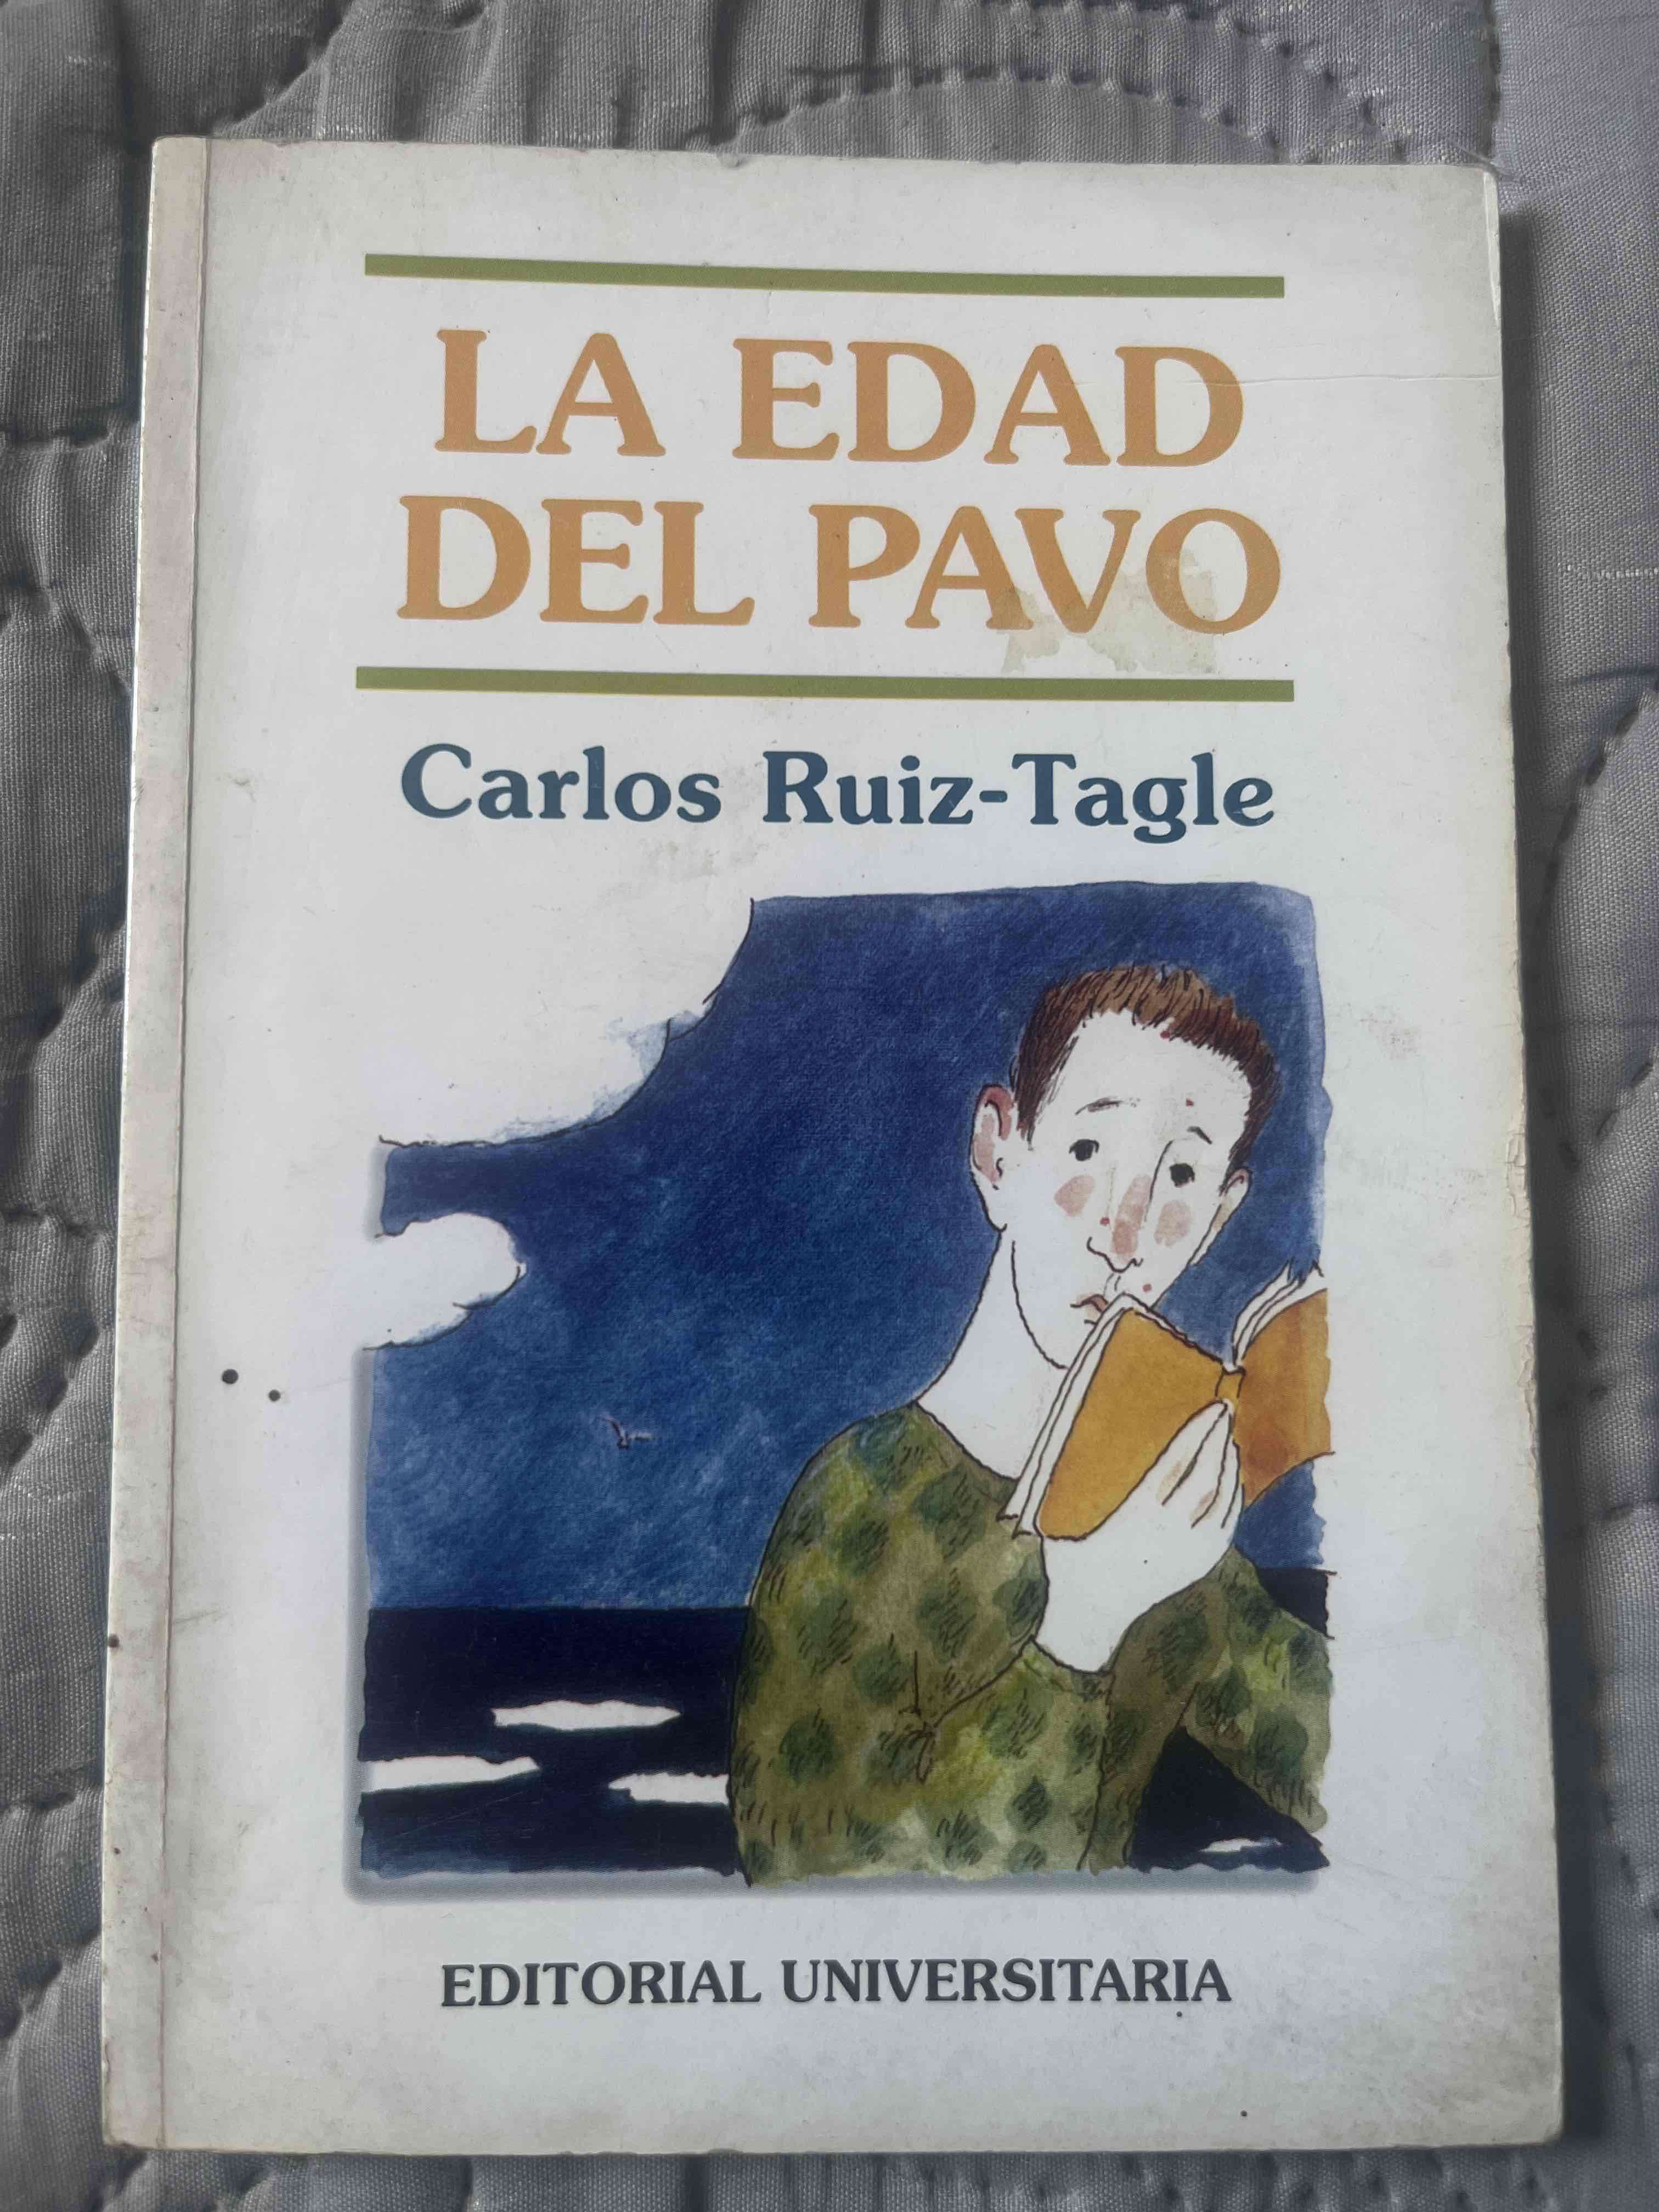 LA EDAD
DEL PAVO
Carlos Ruiz-Tagle
EDITORIAL UNIVERSITARIA